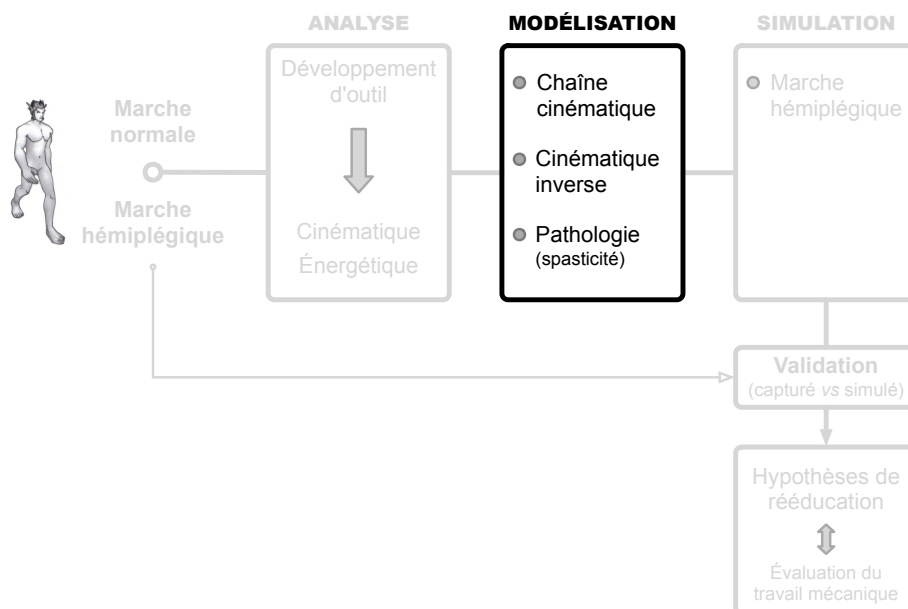 ANALYSE
Développement
d'outil
Cinématique
Énergétique
MODÉLISATION
Chaîne
cinématique
Cinématique
inverse
Pathologie
(spasticité)
SIMULATION
Marche
hémiplégique
Marche
normale
Marche
hémiplégique
Validation
(capturé vs simulé)
Hypothèses de
rééducation
Évaluation du
travail mécanique